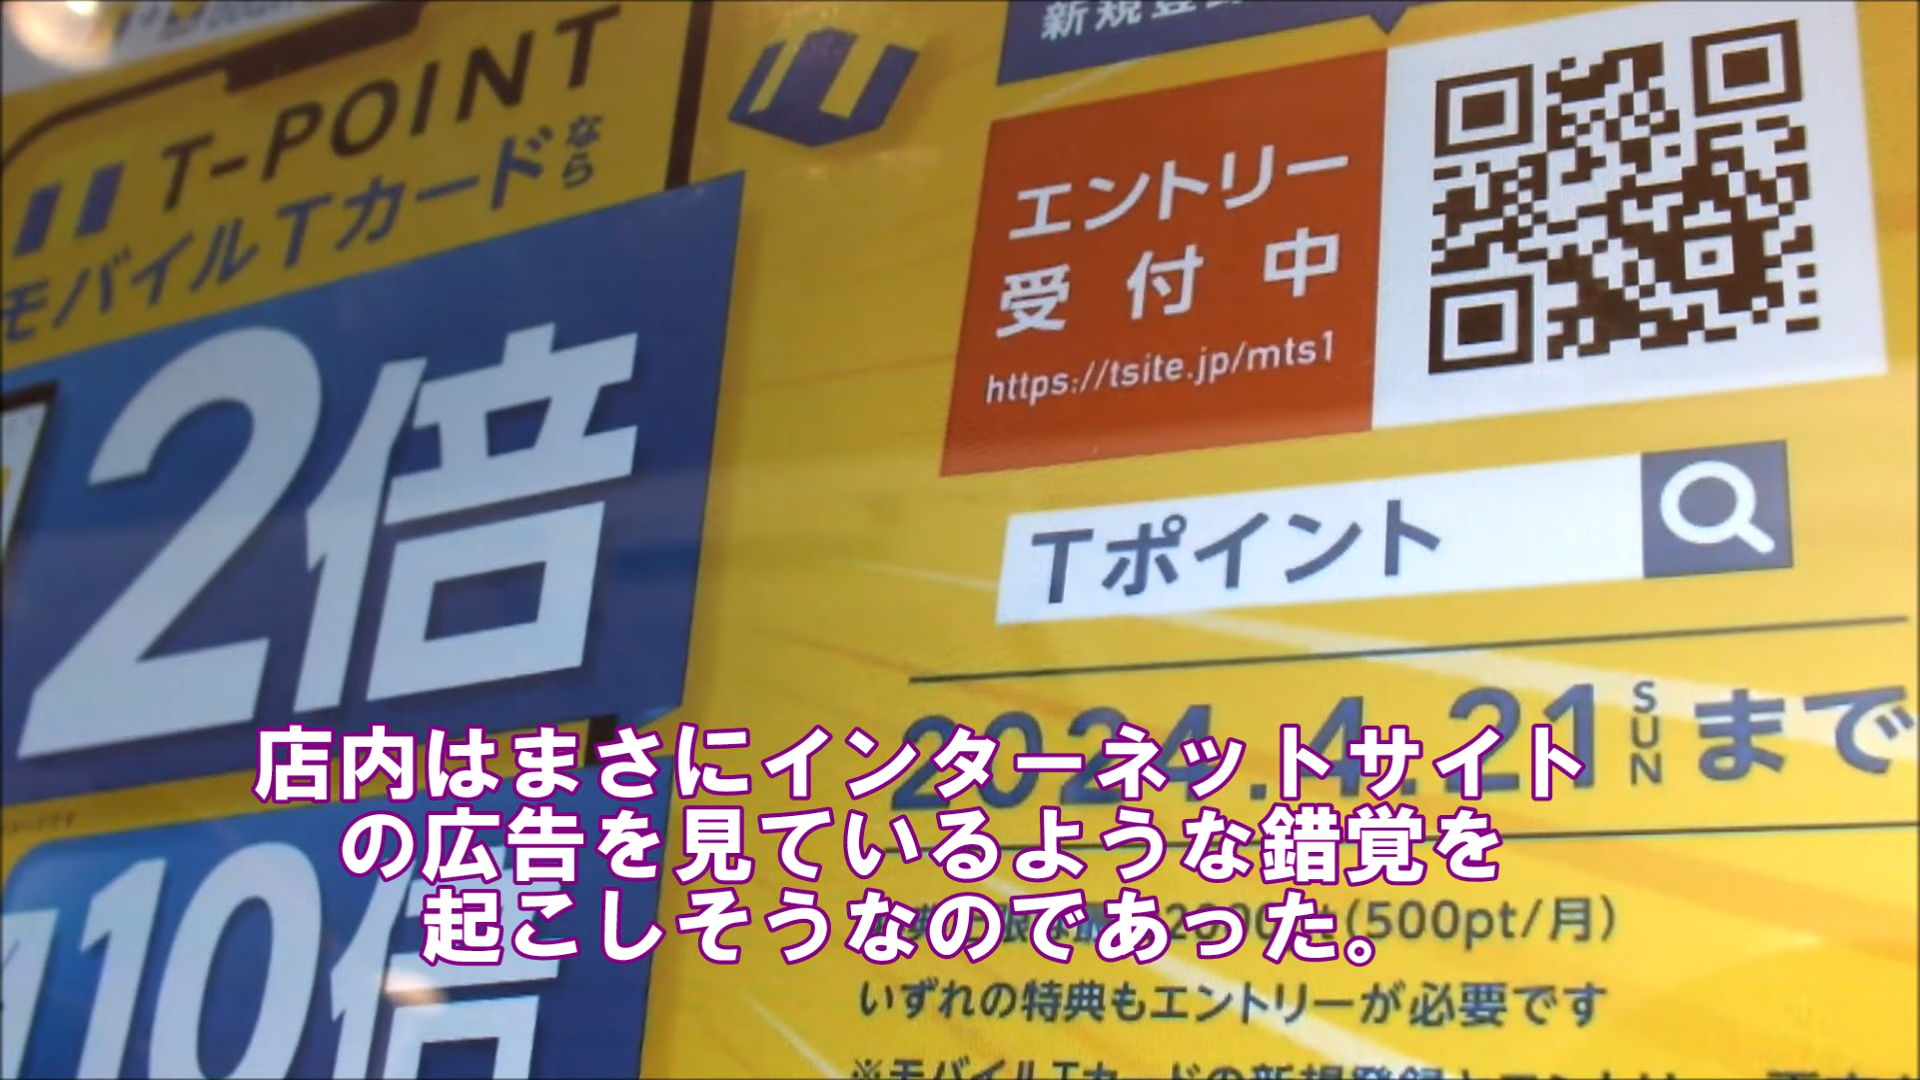 T-POINT
モバイルTカードなら
2倍
10倍
新規登録
エントリー
受付中
https://tsite.jp/mts1
Tポイント
2024.4.21 SUN まで
(500pt/月)
いずれの特典もエントリーが必要です
店内はまさにインターネットサイト
の広告を見ているような錯覚を
起こしそうなのであった。